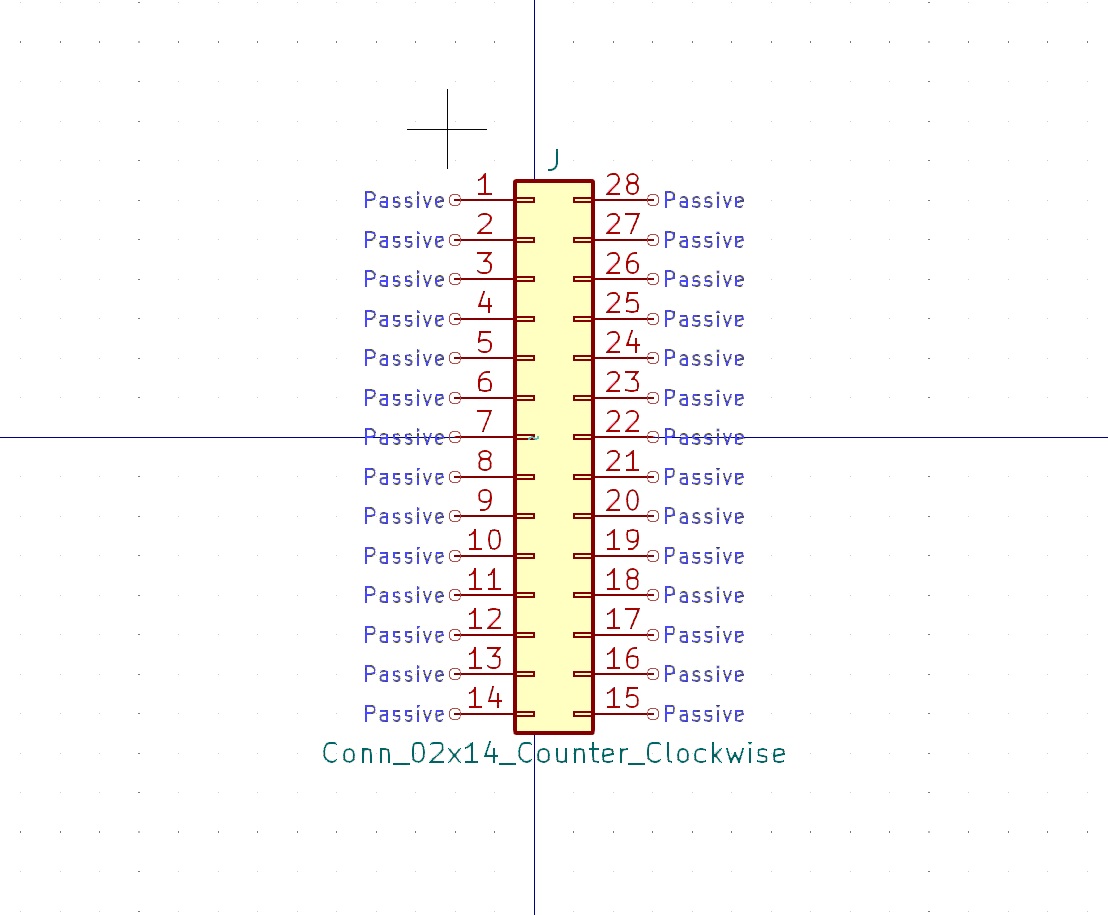 J
Passive 1 28 Passive
Passive 2 27 Passive
Passive 3 26 Passive
Passive 4 25 Passive
Passive 5 24 Passive
Passive 6 23 Passive
Passive 7 22 Passive
Passive 8 21 Passive
Passive 9 20 Passive
Passive 10 19 Passive
Passive 11 18 Passive
Passive 12 17 Passive
Passive 13 16 Passive
Passive 14 15 Passive
Conn_02x14_Counter_Clockwise